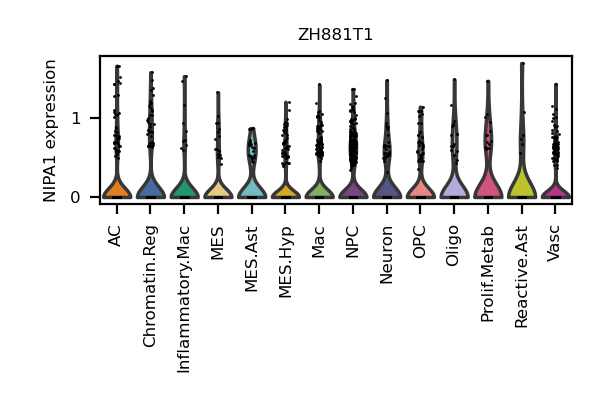 ZH881T1
NIPA1 expression
1
0
AC
Chromatin.Reg
Inflammatory.Mac
MES
MES.Ast
MES.Hyp
Mac
NPC
Neuron
OPC
Oligo
Prolif.Metab
Reactive.Ast
Vasc